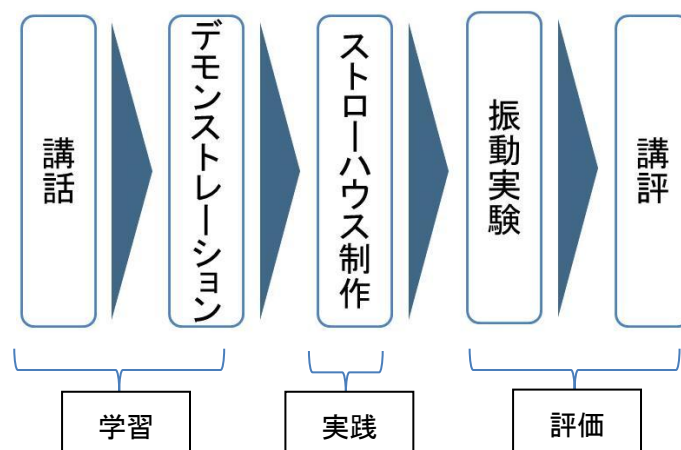 講話
デモンストレーション
ストローハウス制作
振動実験
講評
学習
実践
評価